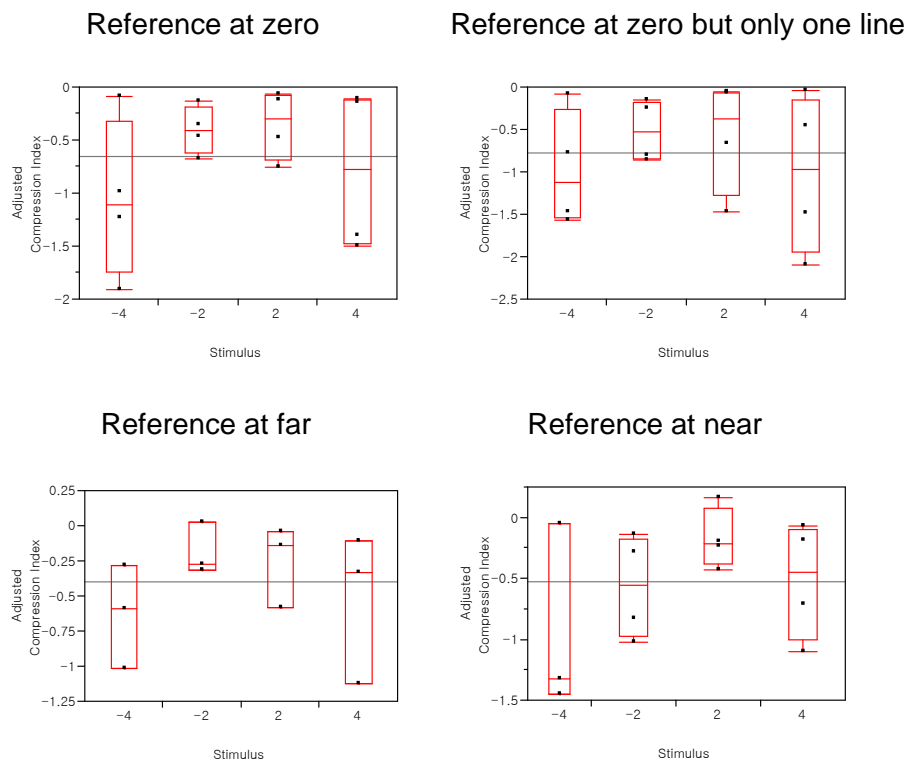 Reference at zero
Reference at zero but only one line
0
−0.5
−1
−1.5
−2
Adjusted
Compression Index
−4
−2
2
4
Stimulus
0
−0.5
−1
−1.5
−2
−2.5
Adjusted
Compression Index
−4
−2
2
4
Stimulus
Reference at far
Reference at near
0.25
0
−0.25
−0.5
−0.75
−1
−1.25
Adjusted
Compression Index
−4
−2
2
4
Stimulus
0
−0.5
−1
−1.5
Adjusted
Compression Index
−4
−2
2
4
Stimulus